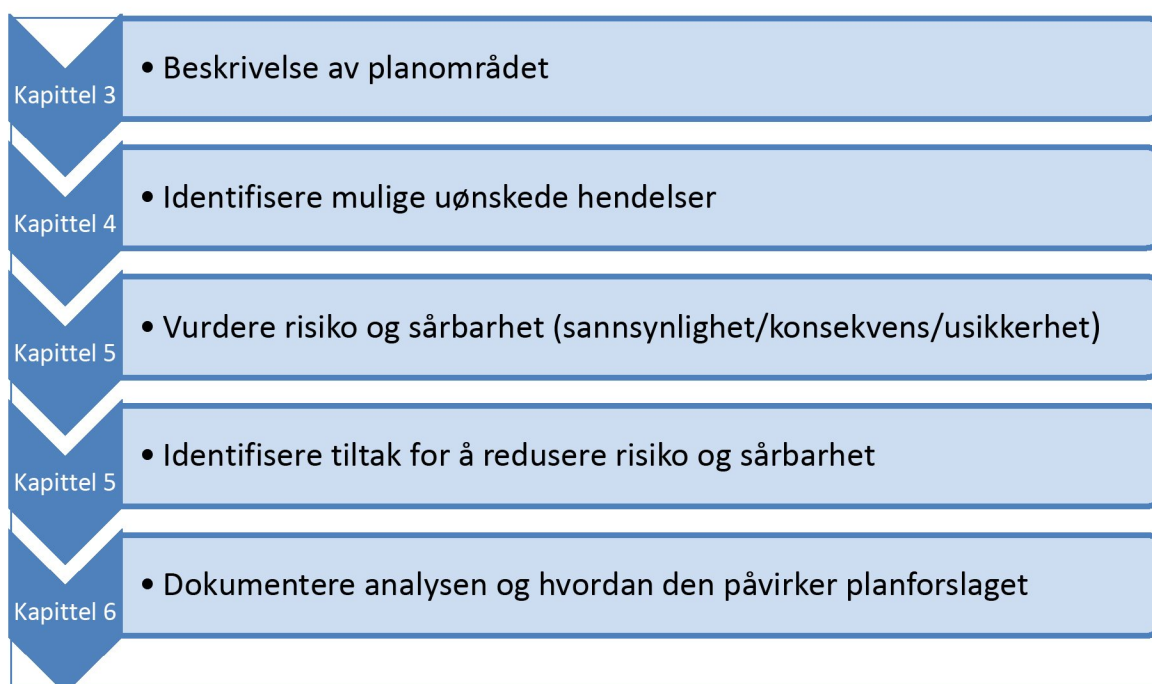 Kapittel 3
• Beskrivelse av planområdet
Kapittel 4
• Identifisere mulige uønskede hendelser
Kapittel 5
• Vurdere risiko og sårbarhet (sannsynlighet/konsekvens/usikkerhet)
Kapittel 5
• Identifisere tiltak for å redusere risiko og sårbarhet
Kapittel 6
• Dokumentere analysen og hvordan den påvirker planforslaget